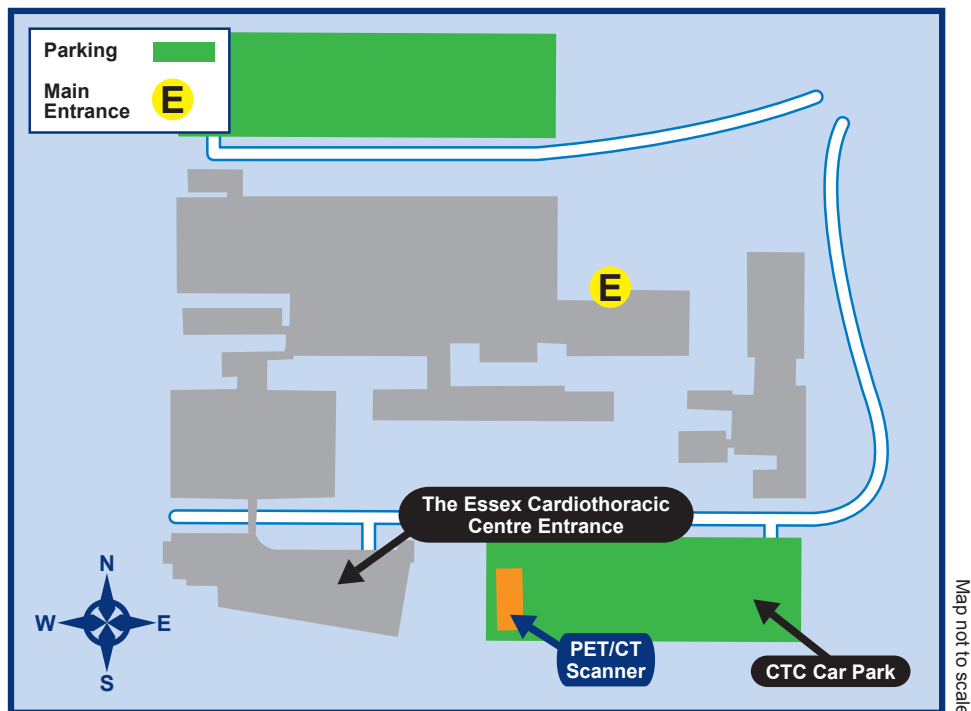 Parking
Main
Entrance
E
E
The Essex Cardiothoracic
Centre Entrance
N
W
E
S
PET/CT
Scanner
CTC Car Park
Map not to scale